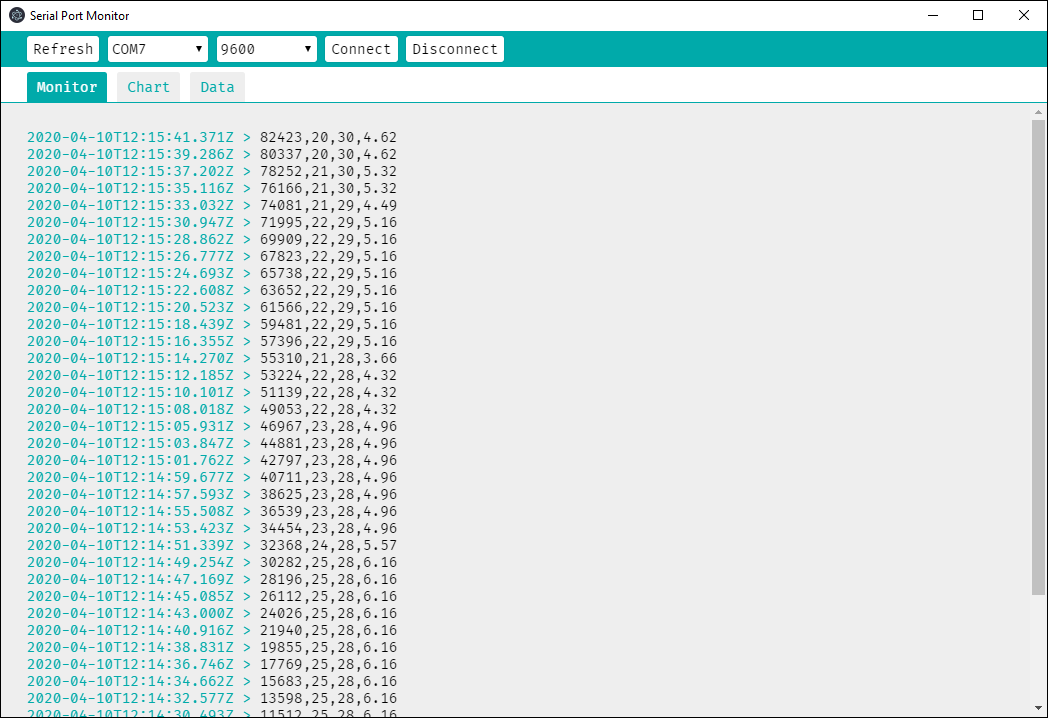 Serial Port Monitor
Refresh COM7 9600 Connect Disconnect
Monitor Chart Data
2020-04-10T12:15:41.371Z > 82423,20,30,4.62
2020-04-10T12:15:39.286Z > 80337,20,30,4.62
2020-04-10T12:15:37.202Z > 78252,21,30,5.32
2020-04-10T12:15:35.116Z > 76166,21,30,5.32
2020-04-10T12:15:33.032Z > 74081,21,29,4.49
2020-04-10T12:15:30.947Z > 71995,22,29,5.16
2020-04-10T12:15:28.862Z > 69909,22,29,5.16
2020-04-10T12:15:26.777Z > 67823,22,29,5.16
2020-04-10T12:15:24.693Z > 65738,22,29,5.16
2020-04-10T12:15:22.608Z > 63652,22,29,5.16
2020-04-10T12:15:20.523Z > 61566,22,29,5.16
2020-04-10T12:15:18.439Z > 59481,22,29,5.16
2020-04-10T12:15:16.355Z > 57396,22,29,5.16
2020-04-10T12:15:14.270Z > 55310,21,28,3.66
2020-04-10T12:15:12.185Z > 53224,22,28,4.32
2020-04-10T12:15:10.101Z > 51139,22,28,4.32
2020-04-10T12:15:08.018Z > 49053,22,28,4.32
2020-04-10T12:15:05.931Z > 46967,23,28,4.96
2020-04-10T12:15:03.847Z > 44881,23,28,4.96
2020-04-10T12:15:01.762Z > 42797,23,28,4.96
2020-04-10T12:14:59.677Z > 40711,23,28,4.96
2020-04-10T12:14:57.593Z > 38625,23,28,4.96
2020-04-10T12:14:55.508Z > 36539,23,28,4.96
2020-04-10T12:14:53.423Z > 34454,23,28,4.96
2020-04-10T12:14:51.339Z > 32368,24,28,5.57
2020-04-10T12:14:49.254Z > 30282,25,28,6.16
2020-04-10T12:14:47.169Z > 28196,25,28,6.16
2020-04-10T12:14:45.085Z > 26112,25,28,6.16
2020-04-10T12:14:43.000Z > 24026,25,28,6.16
2020-04-10T12:14:40.916Z > 21940,25,28,6.16
2020-04-10T12:14:38.831Z > 19855,25,28,6.16
2020-04-10T12:14:36.746Z > 17769,25,28,6.16
2020-04-10T12:14:34.662Z > 15683,25,28,6.16
2020-04-10T12:14:32.577Z > 13598,25,28,6.16
2020-04-10T12:14:30.493Z > 11512,25,28,6.16